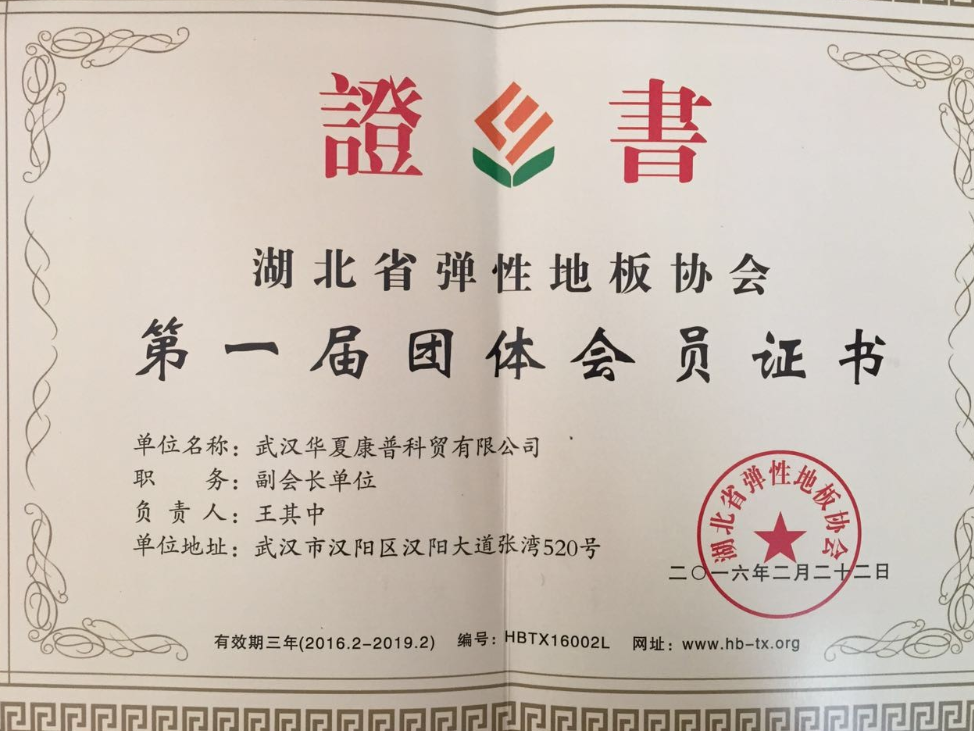 證書
湖北省弹性地板协会
第一届团体会员证书
单位名称：武汉华夏康普科贸有限公司
职　　务：副会长单位
负 责 人：王其中
单位地址：武汉市汉阳区汉阳大道张湾520号
湖北省弹性地板协会
二〇一六年二月二十二日
有效期三年(2016.2-2019.2) 编号：HBTX16002L 网址：www.hb-tx.org